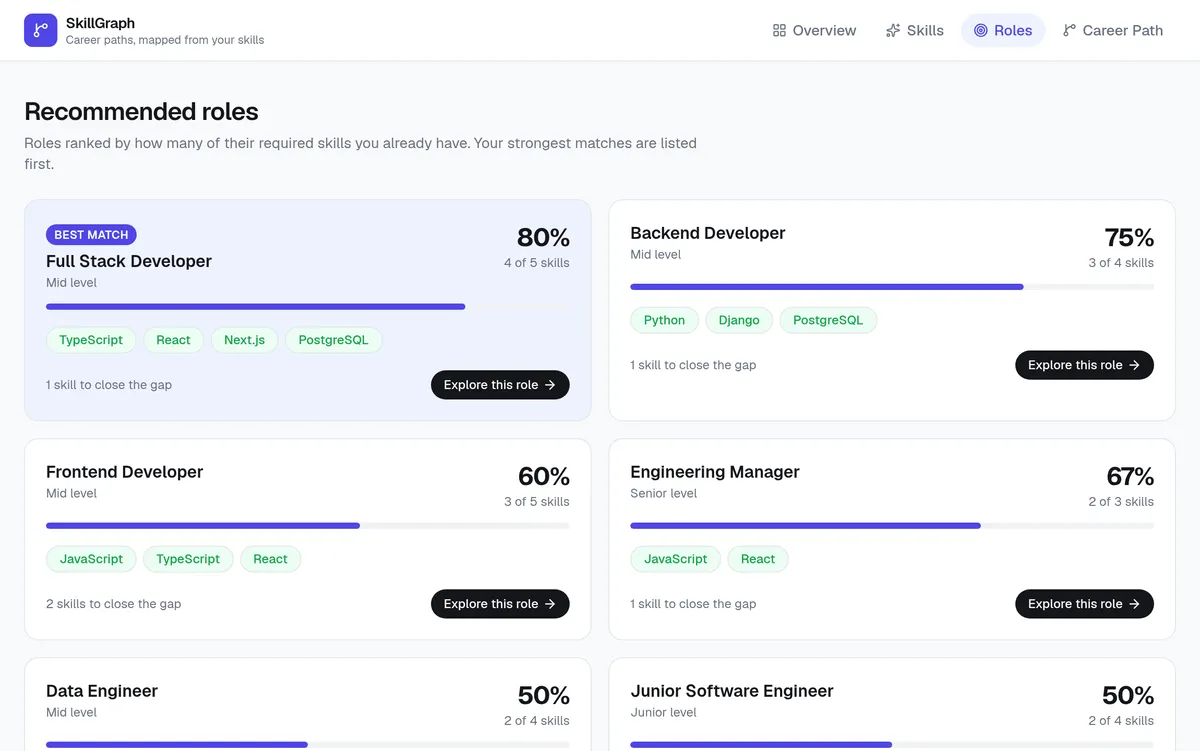 SkillGraph
Career paths, mapped from your skills
Overview
Skills
Roles
Career Path
Recommended roles
Roles ranked by how many of their required skills you already have. Your strongest matches are listed
first.
BEST MATCH
Full Stack Developer
Mid level
80%
4 of 5 skills
TypeScript
React
Next.js
PostgreSQL
1 skill to close the gap
Explore this role →
Backend Developer
Mid level
75%
3 of 4 skills
Python
Django
PostgreSQL
1 skill to close the gap
Explore this role →
Frontend Developer
Mid level
60%
3 of 5 skills
JavaScript
TypeScript
React
2 skills to close the gap
Explore this role →
Engineering Manager
Senior level
67%
2 of 3 skills
JavaScript
React
1 skill to close the gap
Explore this role →
Data Engineer
Mid level
50%
2 of 4 skills
Junior Software Engineer
Junior level
50%
2 of 4 skills